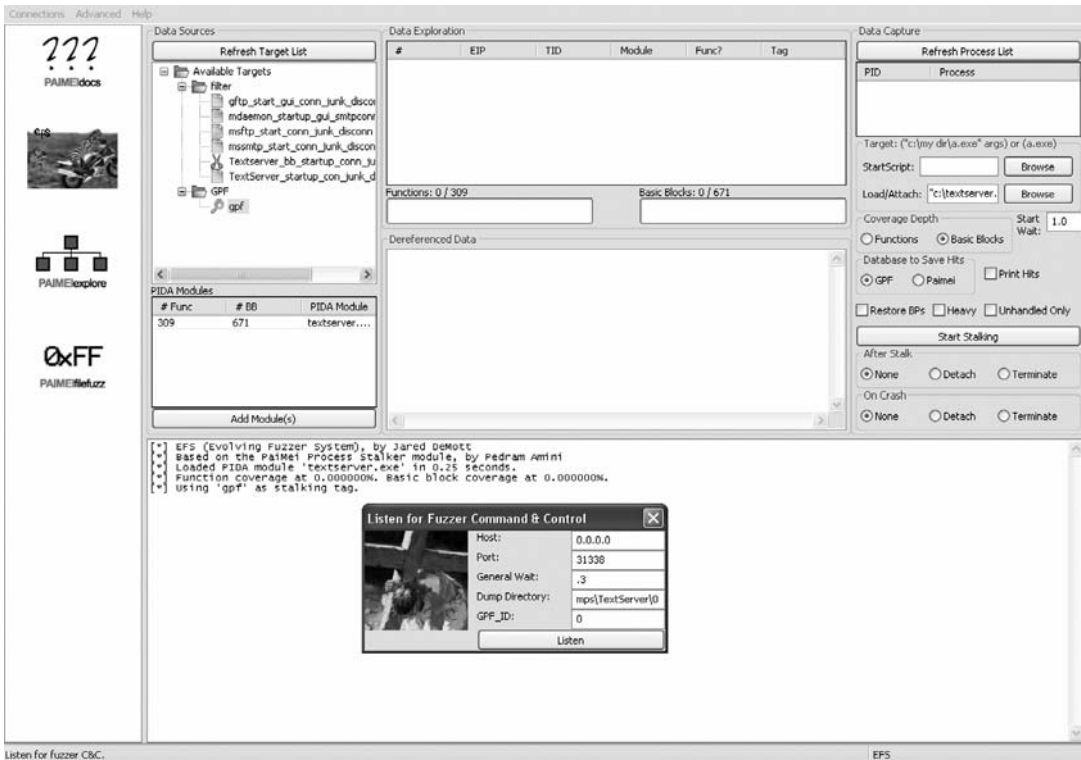 Connections Advanced Help
???
PAIMEIdocs
efs
PAIMEIexplore
0xFF
PAIMEIfilefuzz
Data Sources
Refresh Target List
Available Targets
filter
gftp_start_gui_conn_junk_discon
mdaemon_startup_gui_smtpconr
msftp_start_conn_junk_disconn
mssmtp_start_conn_junk_disconn
Textserver_bb_startup_conn_ju
TextServer_startup_con_junk_d
GPF
gpf
PIDA Modules
# Func # BB PIDA Module
309 671 textserver....
Add Module(s)
Data Exploration
# EIP TID Module Func? Tag
Functions: 0 / 309 Basic Blocks: 0 / 671
Dereferenced Data
Data Capture
Refresh Process List
PID Process
Target: ("c:\my dir\a.exe" args) or (a.exe)
StartScript: Browse
Load/Attach: "c:\textserver. Browse
Coverage Depth
Functions Basic Blocks
Start Wait: 1.0
Database to Save Hits
GPF Paimei
Print Hits
Restore BPs Heavy Unhandled Only
Start Stalking
After Stalk
None Detach Terminate
On Crash
None Detach Terminate
[*] EFS (Evolving Fuzzer System), by Jared DeMott
[*] Based on the PaiMei Process Stalker module, by Pedram Amini
[*] Loaded PIDA module 'textserver.exe' in 0.25 seconds.
[*] Function coverage at 0.000000%. Basic block coverage at 0.000000%.
[*] Using 'gpf' as stalking tag.
Listen for Fuzzer Command & Control
Host: 0.0.0.0
Port: 31338
General Wait: .3
Dump Directory: mps\TextServer\0
GPF_ID: 0
Listen
Listen for fuzzer C&C. EFS